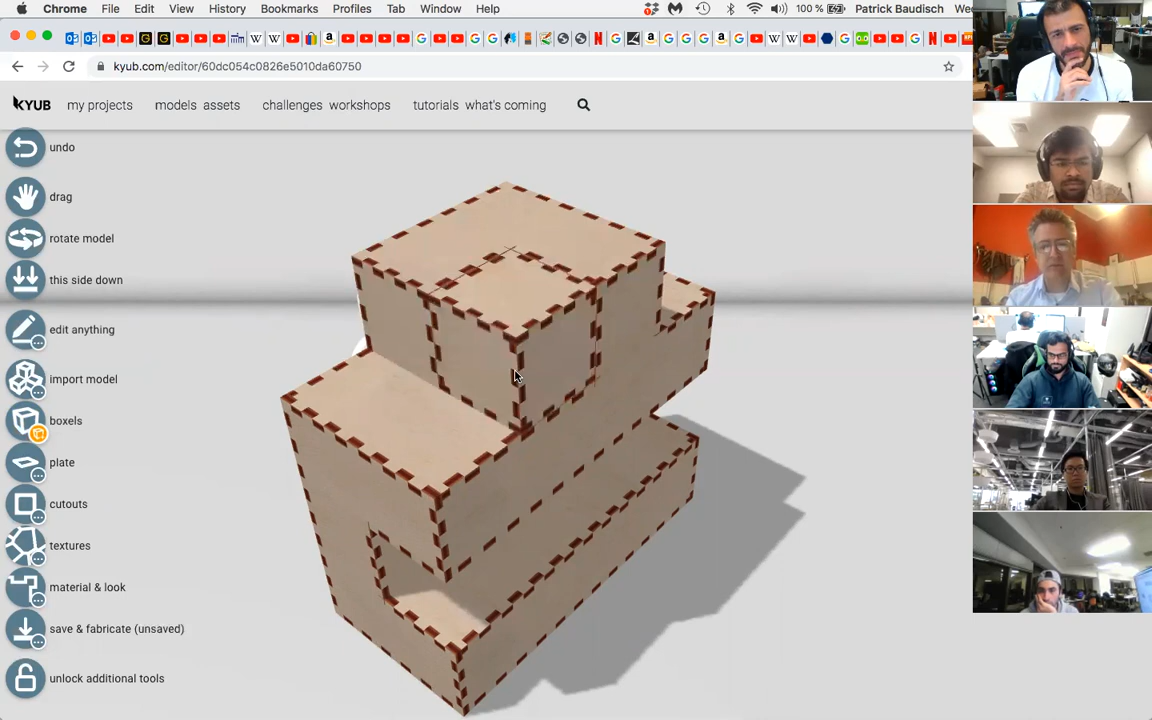 Chrome File Edit View History Bookmarks Profiles Tab Window Help 100 % Patrick Baudisch
kyub.com/editor/60dc054c0826e5010da60750
KYUB my projects models assets challenges workshops tutorials what's coming
undo
drag
rotate model
this side down
edit anything
import model
boxels
plate
cutouts
textures
material & look
save & fabricate (unsaved)
unlock additional tools